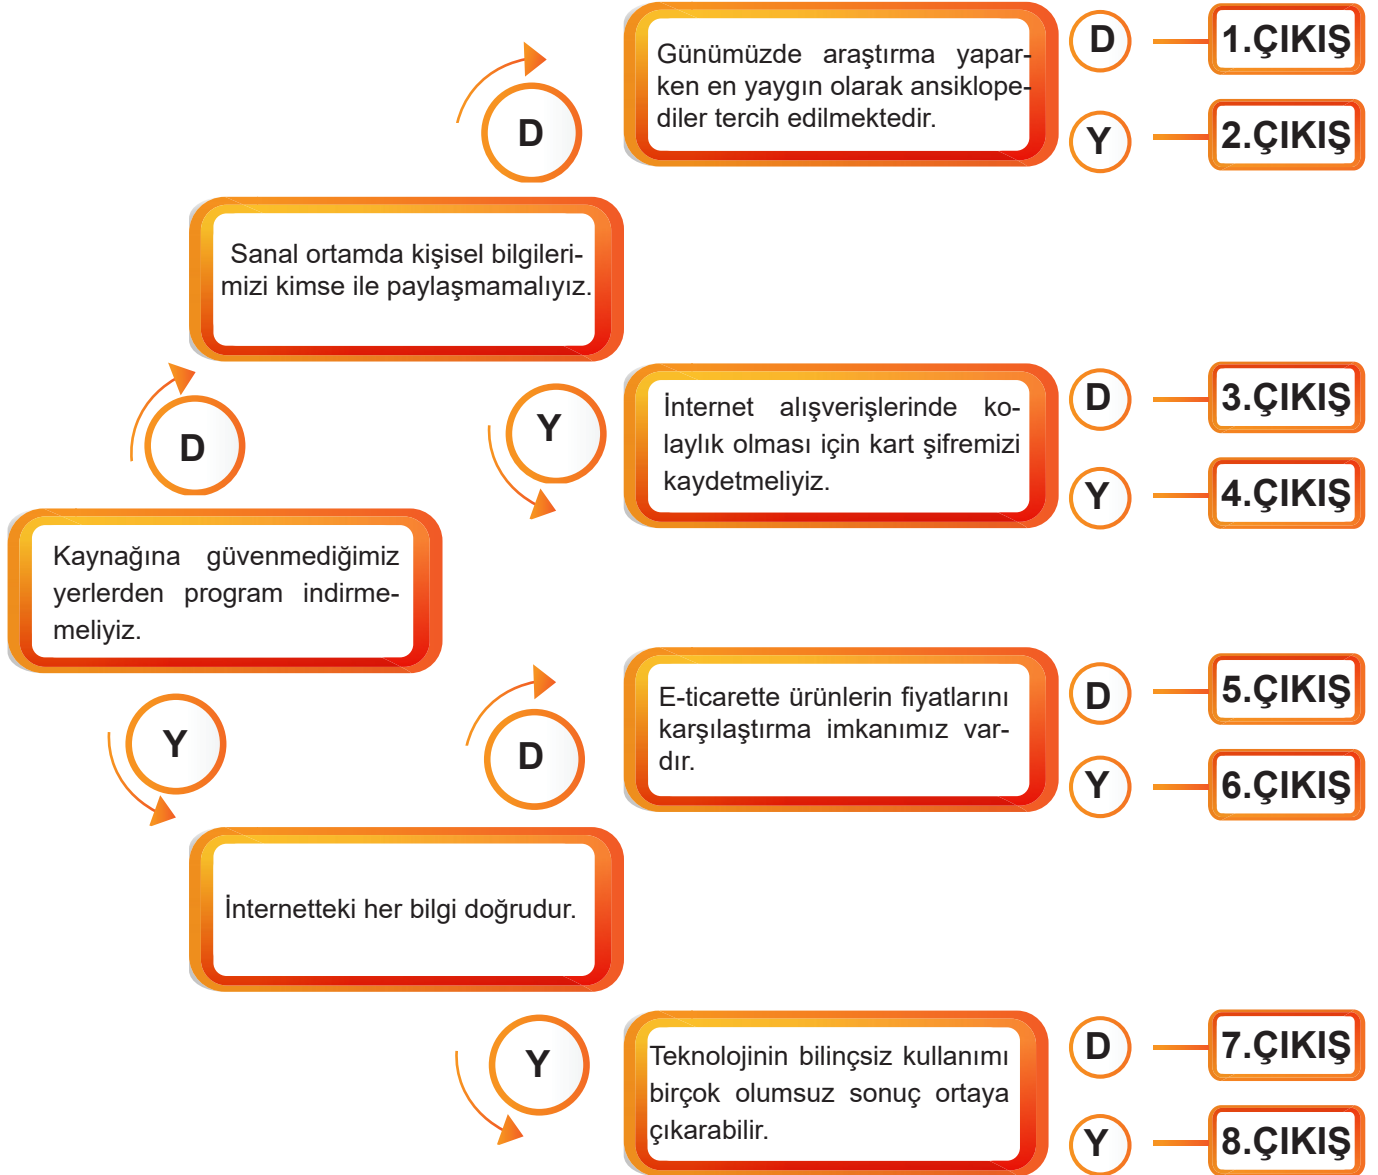 Günümüzde araştırma yapar-
ken en yaygın olarak ansiklope-
diler tercih edilmektedir.
D
1.ÇIKIŞ
Y
2.ÇIKIŞ
D
Sanal ortamda kişisel bilgileri-
mizi kimse ile paylaşmamalıyız.
D
Y
İnternet alışverişlerinde ko-
laylık olması için kart şifremizi
kaydetmeliyiz.
D
3.ÇIKIŞ
Y
4.ÇIKIŞ
Kaynağına güvenmediğimiz
yerlerden program indirme-
meliyiz.
Y
D
E-ticarette ürünlerin fiyatlarını
karşılaştırma imkanımız var-
dır.
D
5.ÇIKIŞ
Y
6.ÇIKIŞ
İnternetteki her bilgi doğrudur.
Y
Teknolojinin bilinçsiz kullanımı
birçok olumsuz sonuç ortaya
çıkarabilir.
D
7.ÇIKIŞ
Y
8.ÇIKIŞ